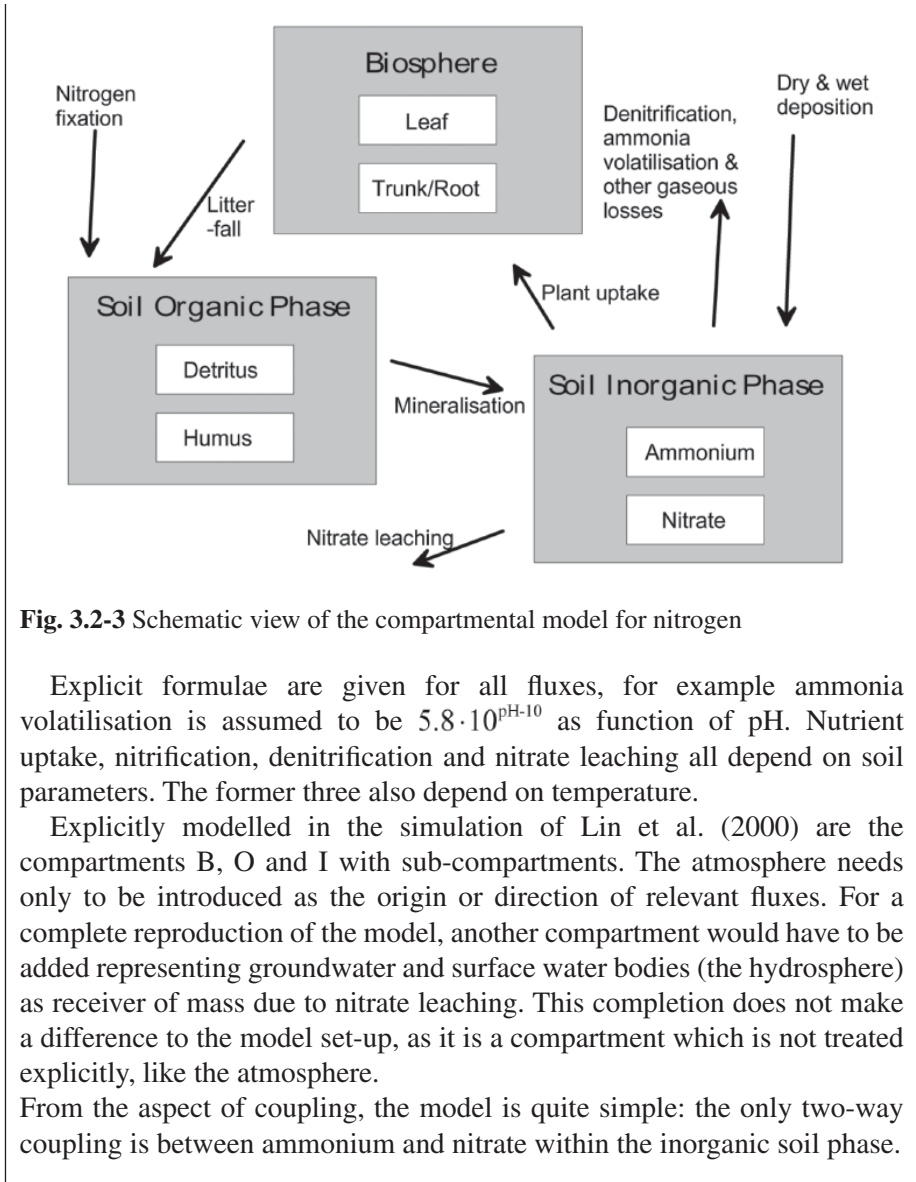 Biosphere
Leaf
Trunk/Root
Nitrogen
fixation
Litter
-fall
Denitrification,
ammonia
volatilisation &
other gaseous
losses
Dry & wet
deposition
Soil Organic Phase
Detritus
Humus
Plant uptake
Mineralisation
Soil Inorganic Phase
Ammonium
Nitrate
Nitrate leaching
Fig. 3.2-3 Schematic view of the compartmental model for nitrogen
Explicit formulae are given for all fluxes, for example ammonia
volatilisation is assumed to be 5.8·10^pH-10 as function of pH. Nutrient
uptake, nitrification, denitrification and nitrate leaching all depend on soil
parameters. The former three also depend on temperature.
Explicitly modelled in the simulation of Lin et al. (2000) are the
compartments B, O and I with sub-compartments. The atmosphere needs
only to be introduced as the origin or direction of relevant fluxes. For a
complete reproduction of the model, another compartment would have to be
added representing groundwater and surface water bodies (the hydrosphere)
as receiver of mass due to nitrate leaching. This completion does not make
a difference to the model set-up, as it is a compartment which is not treated
explicitly, like the atmosphere.
From the aspect of coupling, the model is quite simple: the only two-way
coupling is between ammonium and nitrate within the inorganic soil phase.